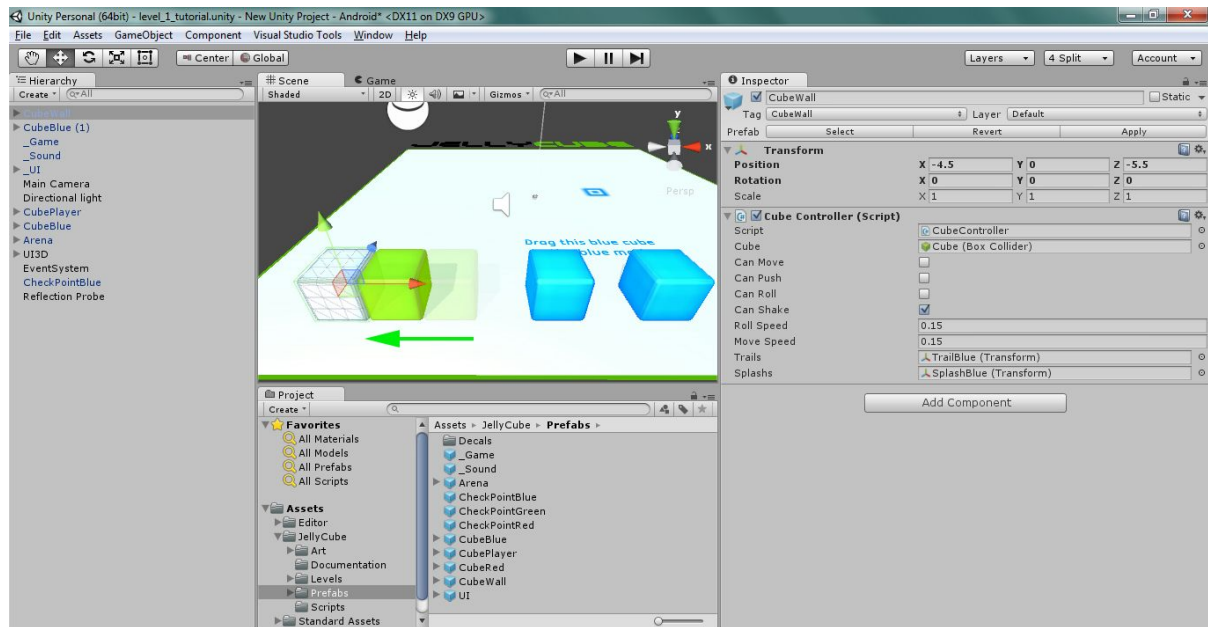 Unity Personal (64bit) - level_1_tutorial.unity - New Unity Project - Android* <DX11 on DX9 GPU>
File Edit Assets GameObject Component Visual Studio Tools Window Help
Center Global Layers 4 Split Account
Hierarchy
Create All
CubeWall
CubeBlue (1)
_Game
_Sound
_UI
Main Camera
Directional light
CubePlayer
CubeBlue
Arena
UI3D
EventSystem
CheckPointBlue
Reflection Probe
Scene Game
Shaded 2D Gizmos All
y
x
Persp
JELLYCUBE
Drag this blue cube
blue
Project
Create
Favorites
All Materials
All Models
All Prefabs
All Scripts
Assets
Editor
JellyCube
Art
Documentation
Levels
Prefabs
Scripts
Standard Assets
Assets JellyCube Prefabs
Decals
_Game
_Sound
Arena
CheckPointBlue
CheckPointGreen
CheckPointRed
CubeBlue
CubePlayer
CubeRed
CubeWall
UI
Inspector
CubeWall Static
Tag CubeWall Layer Default
Prefab Select Revert Apply
Transform
Position X -4.5 Y 0 Z -5.5
Rotation X 0 Y 0 Z 0
Scale X 1 Y 1 Z 1
Cube Controller (Script)
Script CubeController
Cube Cube (Box Collider)
Can Move
Can Push
Can Roll
Can Shake
Roll Speed 0.15
Move Speed 0.15
Trails TrailBlue (Transform)
Splashs SplashBlue (Transform)
Add Component